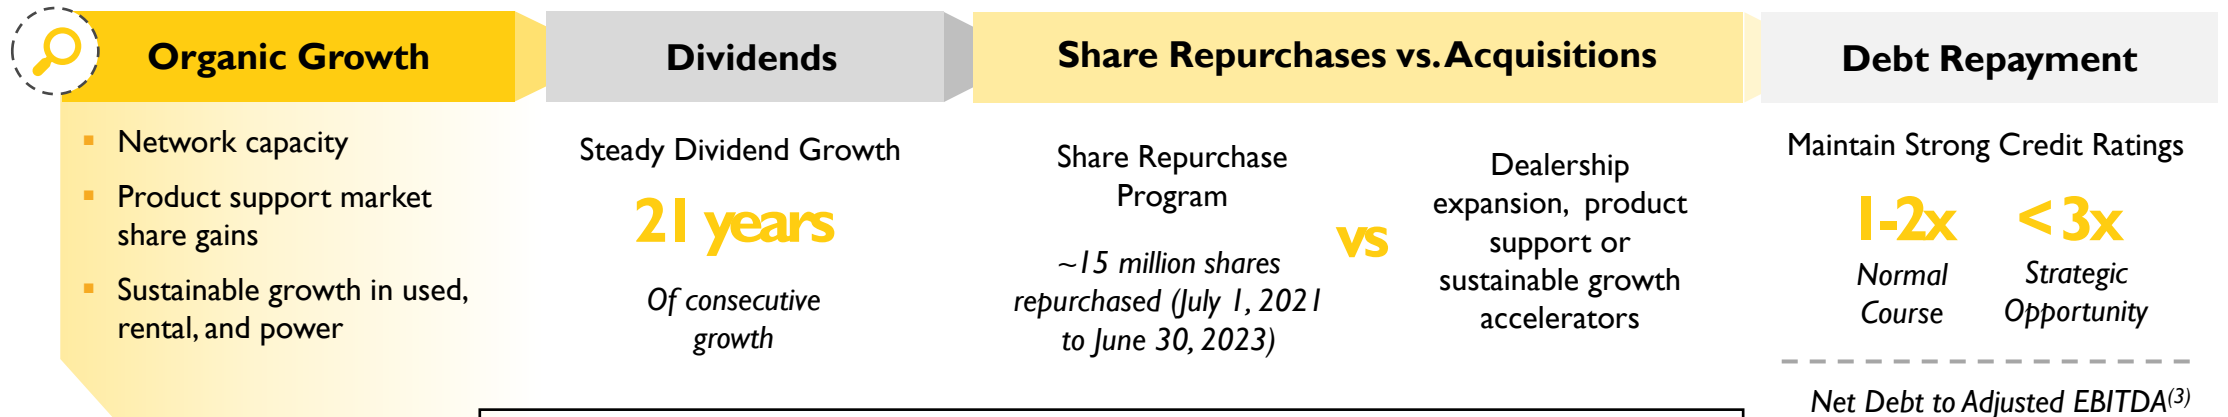 Organic Growth
Network capacity
Product support market
share gains
Sustainable growth in used,
rental, and power
Dividends
Steady Dividend Growth
21 years
Of consecutive
growth
Share Repurchases vs. Acquisitions
Share Repurchase
Program
~15 million shares
repurchased (July 1, 2021
to June 30, 2023)
vs
Dealership
expansion, product
support or
sustainable growth
accelerators
Debt Repayment
Maintain Strong Credit Ratings
1-2x
Normal
Course
<3x
Strategic
Opportunity
Net Debt to Adjusted EBITDA(3)